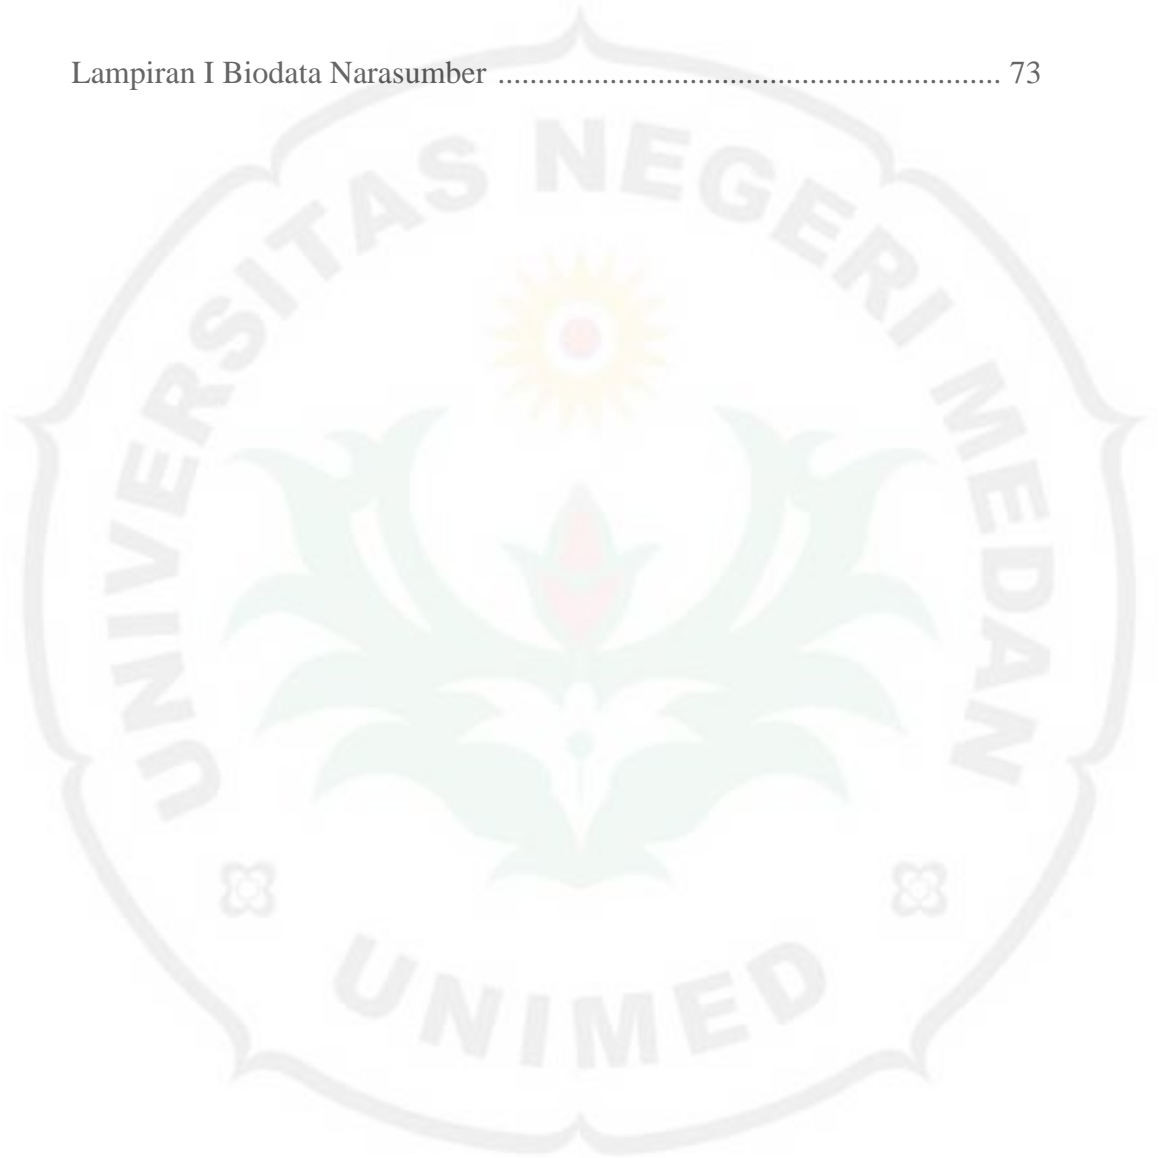 Lampiran I Biodata Narasumber ................................................................ 73
UNIVERSITAS NEGERI MEDAN
UNIMED